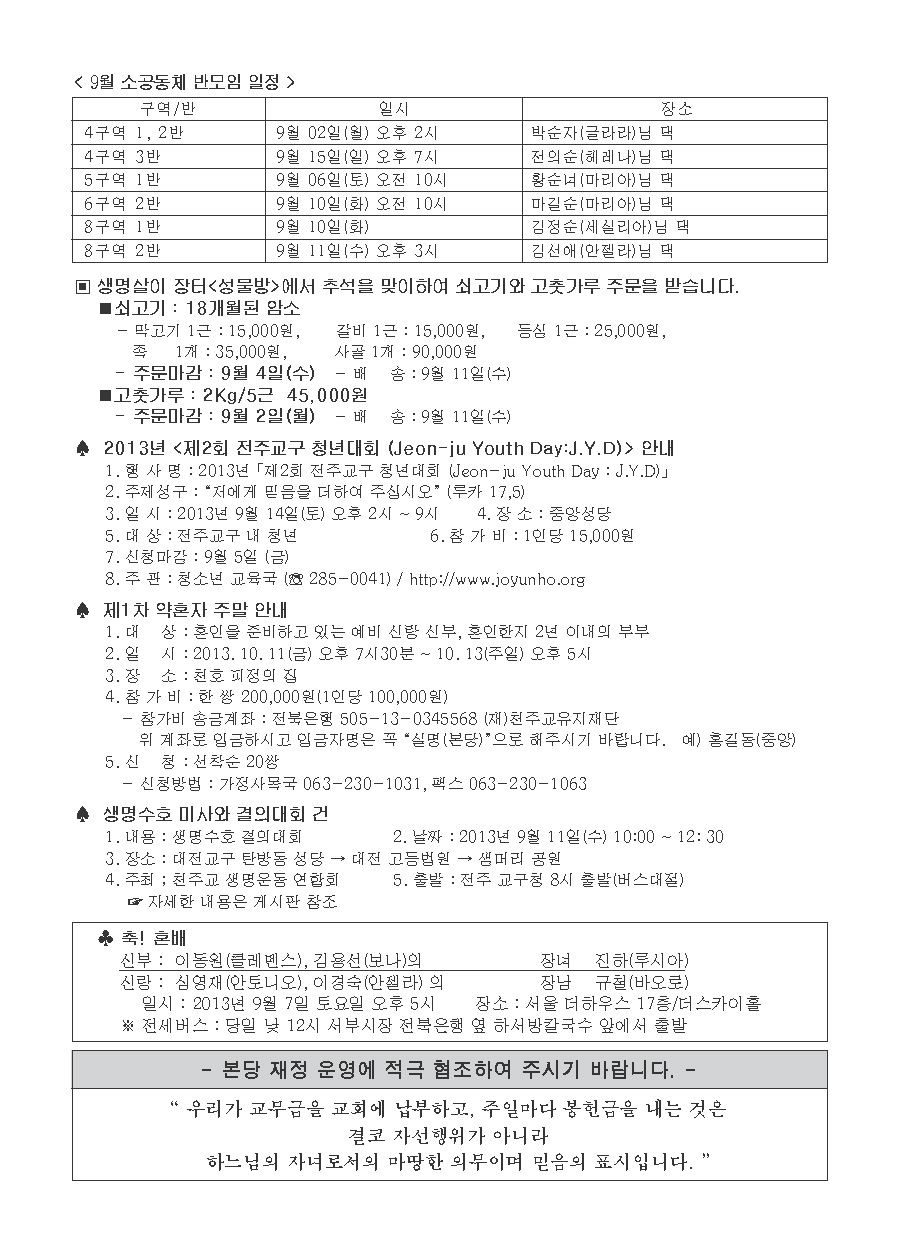 < 9월 소공동체 반모임 일정 >
구역/반 일시 장소
4구역 1, 2반 9월 02일(월) 오후 2시 박순자(글라라)님 댁
4구역 3반 9월 15일(일) 오후 7시 전의순(헤레나)님 댁
5구역 1반 9월 06일(토) 오전 10시 황순녀(마리아)님 댁
6구역 2반 9월 10일(화) 오전 10시 마길순(마리아)님 댁
8구역 1반 9월 10일(화) 김정순(세실리아)님 댁
8구역 2반 9월 11일(수) 오후 3시 김선애(안젤라)님 댁
▣ 생명살이 장터<성물방>에서 추석을 맞이하여 쇠고기와 고춧가루 주문을 받습니다.
■쇠고기 : 18개월된 암소
- 막고기 1근 : 15,000원, 갈비 1근 : 15,000원, 등심 1근 : 25,000원,
족 1개 : 35,000원, 사골 1개 : 90,000원
- 주문마감 : 9월 4일(수) - 배 송 : 9월 11일(수)
■고춧가루 : 2Kg/5근 45,000원
- 주문마감 : 9월 2일(월) - 배 송 : 9월 11일(수)
♠ 2013년 <제2회 전주교구 청년대회 (Jeon-ju Youth Day:J.Y.D)> 안내
1. 행 사 명 : 2013년 「제2회 전주교구 청년대회 (Jeon-ju Youth Day : J.Y.D)」
2. 주제성구 : “저에게 믿음을 더하여 주십시오” (루카 17,5)
3. 일 시 : 2013년 9월 14일(토) 오후 2시 ~ 9시 4. 장 소 : 중앙성당
5. 대 상 : 전주교구 내 청년 6. 참 가 비 : 1인당 15,000원
7. 신청마감 : 9월 5일 (금)
8. 주 관 : 청소년 교육국 (☏ 285-0041) / http://www.joyunho.org
♠ 제1차 약혼자 주말 안내
1. 대 상 : 혼인을 준비하고 있는 예비 신랑 신부, 혼인한지 2년 이내의 부부
2. 일 시 : 2013. 10. 11(금) 오후 7시30분 ~ 10. 13(주일) 오후 5시
3. 장 소 : 천호 피정의 집
4. 참 가 비 : 한 쌍 200,000원(1인당 100,000원)
- 참가비 송금계좌 : 전북은행 505-13-0345568 (재)천주교유지재단
위 계좌로 입금하시고 입금자명은 꼭 “실명(본당)”으로 해주시기 바랍니다. 예) 홍길동(중앙)
5. 신 청 : 선착순 20쌍
- 신청방법 : 가정사목국 063-230-1031, 팩스 063-230-1063
♠ 생명수호 미사와 결의대회 건
1. 내용 : 생명수호 결의대회 2. 날짜 : 2013년 9월 11일(수) 10:00 ~ 12: 30
3. 장소 : 대전교구 탄방동 성당 → 대전 고등법원 → 샘머리 공원
4. 주최 ; 천주교 생명운동 연합회 5. 출발 : 전주 교구청 8시 출발(버스대절)
☞ 자세한 내용은 게시판 참조
♣ 축! 혼배
신부 : 이동원(클레멘스), 김용선(보나)의 장녀 진하(루시아)
신랑 : 심영재(안토니오), 이경숙(안젤라) 의 장남 규철(바오로)
일시 : 2013년 9월 7일 토요일 오후 5시 장소 : 서울 더하우스 17층/더스카이홀
※ 전세버스 : 당일 낮 12시 서부시장 전북은행 옆 하서방칼국수 앞에서 출발
- 본당 재정 운영에 적극 협조하여 주시기 바랍니다. -
“ 우리가 교무금을 교회에 납부하고, 주일마다 봉헌금을 내는 것은
결코 자선행위가 아니라
하느님의 자녀로서의 마땅한 의무이며 믿음의 표시입니다. ”